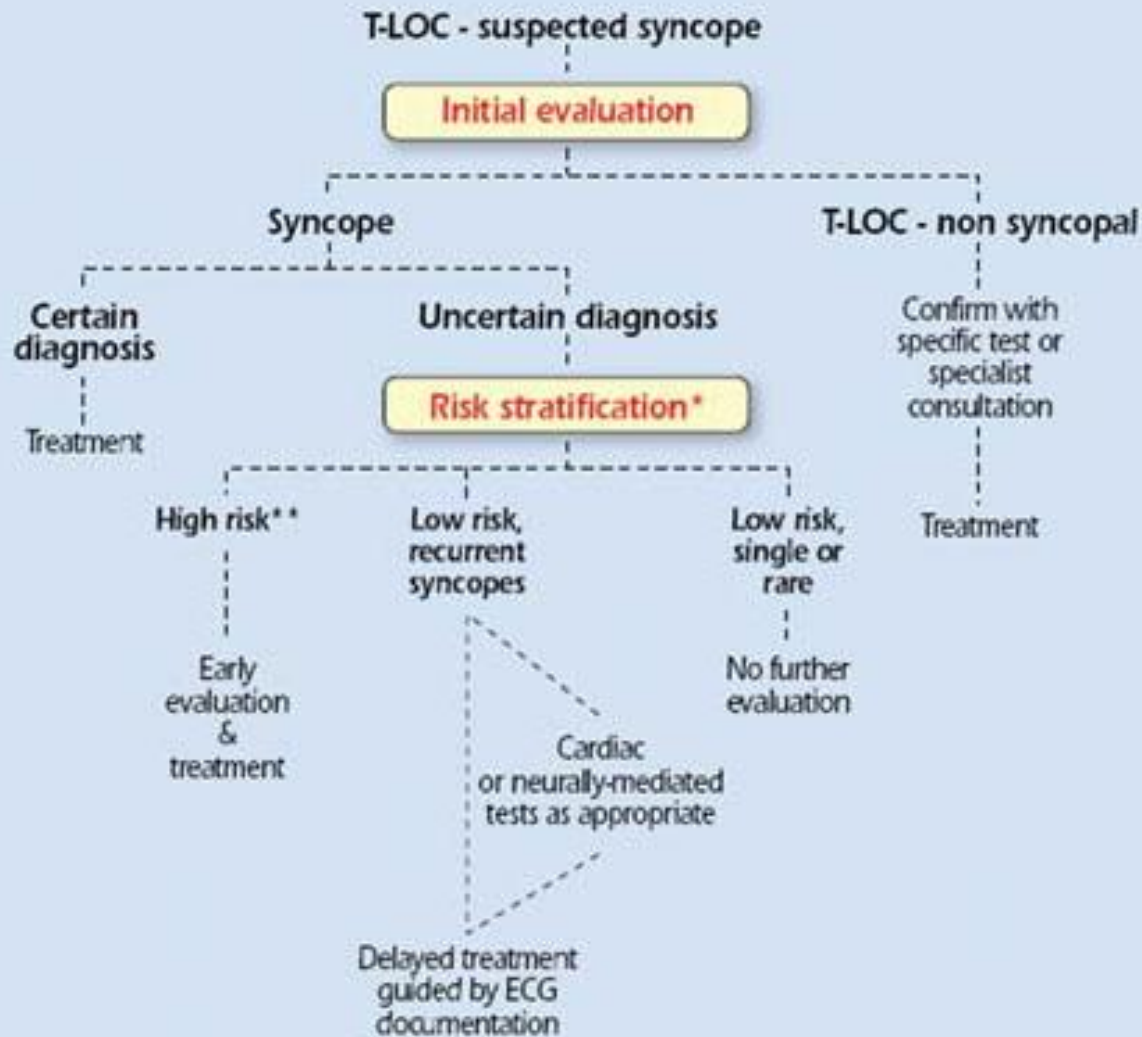 T-LOC - suspected syncope
Initial evaluation
Syncope
T-LOC - non syncopal
Certain
diagnosis
Treatment
Uncertain diagnosis
Risk stratification*
Confirm with
specific test or
specialist
consultation
Treatment
High risk**
Early
evaluation
&
treatment
Low risk,
recurrent
syncopes
Low risk,
single or
rare
No further
evaluation
Cardiac
or neurally-mediated
tests as appropriate
Delayed treatment
guided by ECG
documentation